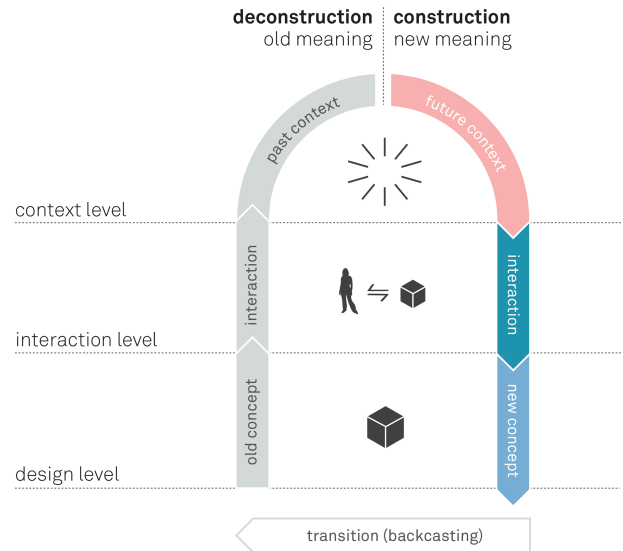 deconstruction
old meaning
construction
new meaning
past context
future context
context level
interaction
interaction
interaction level
old concept
new concept
design level
transition (backcasting)